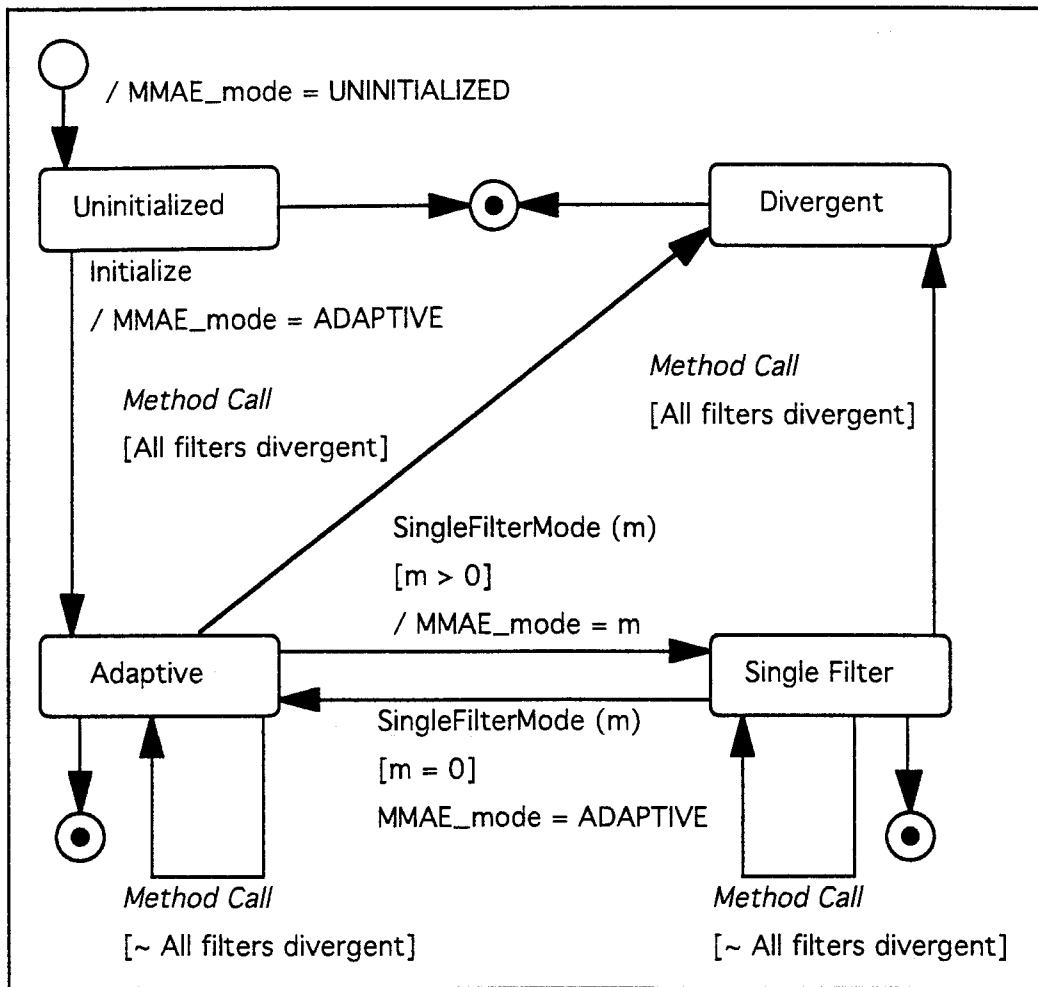 / MMAE_mode = UNINITIALIZED
Uninitialized
Divergent
Initialize
/ MMAE_mode = ADAPTIVE
Method Call
[All filters divergent]
Method Call
[All filters divergent]
SingleFilterMode (m)
[m > 0]
/ MMAE_mode = m
Adaptive
Single Filter
SingleFilterMode (m)
[m = 0]
MMAE_mode = ADAPTIVE
Method Call
[~ All filters divergent]
Method Call
[~ All filters divergent]